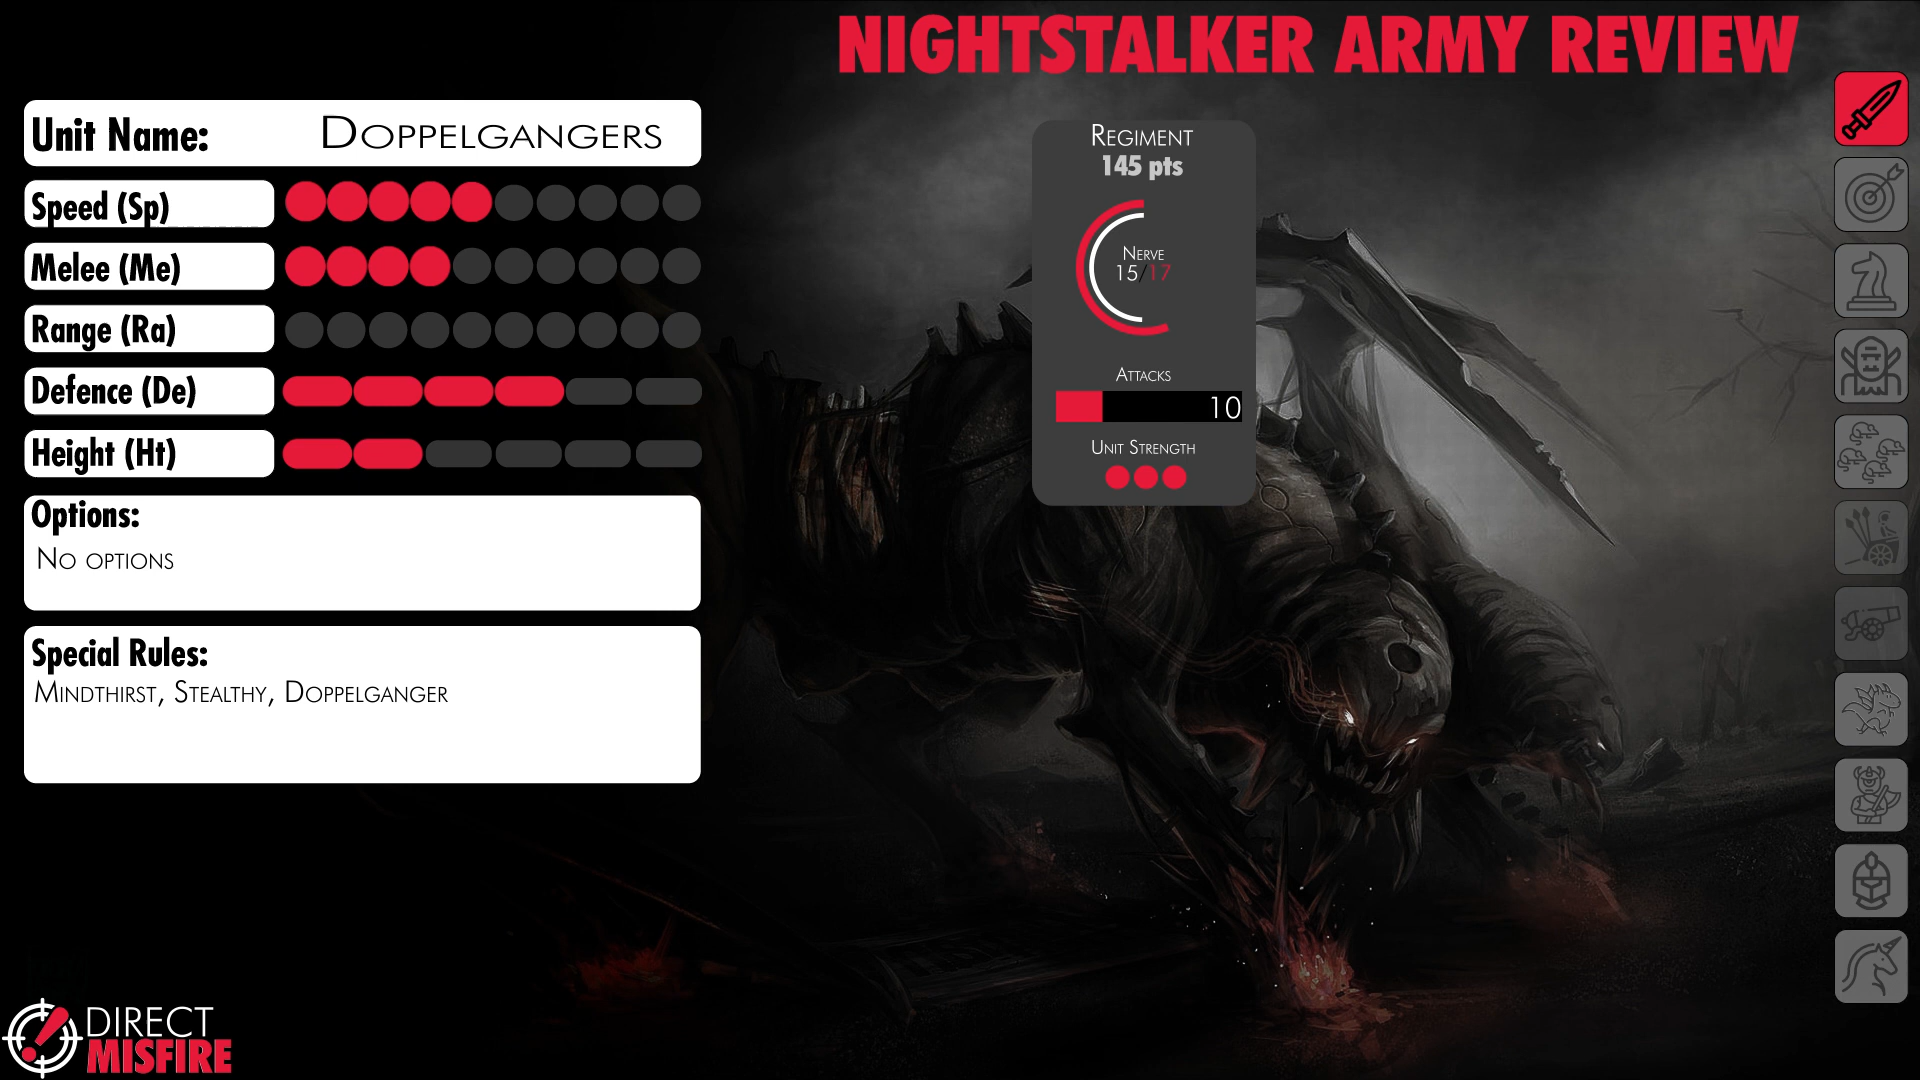 NIGHTSTALKER ARMY REVIEW
Unit Name: Doppelgangers
Speed (Sp)
Melee (Me)
Range (Ra)
Defence (De)
Height (Ht)
Options:
No options
Special Rules:
Mindthirst, Stealthy, Doppelganger
Regiment
145 pts
Nerve
15/17
Attacks
10
Unit Strength
DIRECT
MISFIRE